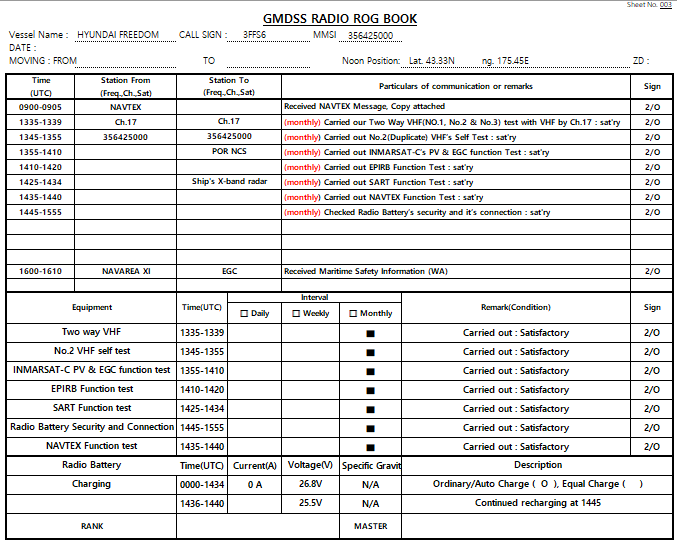 Sheet No. 003
GMDSS RADIO ROG BOOK
Vessel Name : HYUNDAI FREEDOM CALL SIGN : 3FFS6 MMSI 356425000
DATE :
MOVING : FROM TO Noon Position: Lat. 43.33N ng. 175.45E ZD :
Time (UTC) Station From (Freq.,Ch.,Sat) Station To (Freq.,Ch.,Sat) Particulars of communication or remarks Sign
0900-0905 NAVTEX Received NAVTEX Message, Copy attached 2/O
1335-1339 Ch.17 Ch.17 (monthly) Carried our Two Way VHF(NO.1, No.2 & No.3) test with VHF by Ch.17 : sat'ry 2/O
1345-1355 356425000 356425000 (monthly) Carried out No.2(Duplicate) VHF's Self Test : sat'ry 2/O
1355-1410 POR NCS (monthly) Carried out INMARSAT-C's PV & EGC function Test : sat'ry 2/O
1410-1420 (monthly) Carried out EPIRB Function Test : sat'ry 2/O
1425-1434 Ship's X-band radar (monthly) Carried out SART Function Test : sat'ry 2/O
1435-1440 (monthly) Carried out NAVTEX Function Test : sat'ry 2/O
1445-1555 (monthly) Checked Radio Battery's security and it's connection : sat'ry 2/O
1600-1610 NAVAREA XI EGC Received Maritime Safety Information (WA) 2/O
Equipment Time(UTC) Interval Remark(Condition) Sign
□ Daily □ Weekly □ Monthly
Two way VHF 1335-1339 ■ Carried out : Satisfactory 2/O
No.2 VHF self test 1345-1355 ■ Carried out : Satisfactory 2/O
INMARSAT-C PV & EGC function test 1355-1410 ■ Carried out : Satisfactory 2/O
EPIRB Function test 1410-1420 ■ Carried out : Satisfactory 2/O
SART Function test 1425-1434 ■ Carried out : Satisfactory 2/O
Radio Battery Security and Connection 1445-1555 ■ Carried out : Satisfactory 2/O
NAVTEX Function test 1435-1440 ■ Carried out : Satisfactory 2/O
Radio Battery Time(UTC) Current(A) Voltage(V) Specific Gravit Description
Charging 0000-1434 0 A 26.8V N/A Ordinary/Auto Charge ( O ), Equal Charge ( )
1436-1440 25.5V N/A Continued recharging at 1445
RANK MASTER